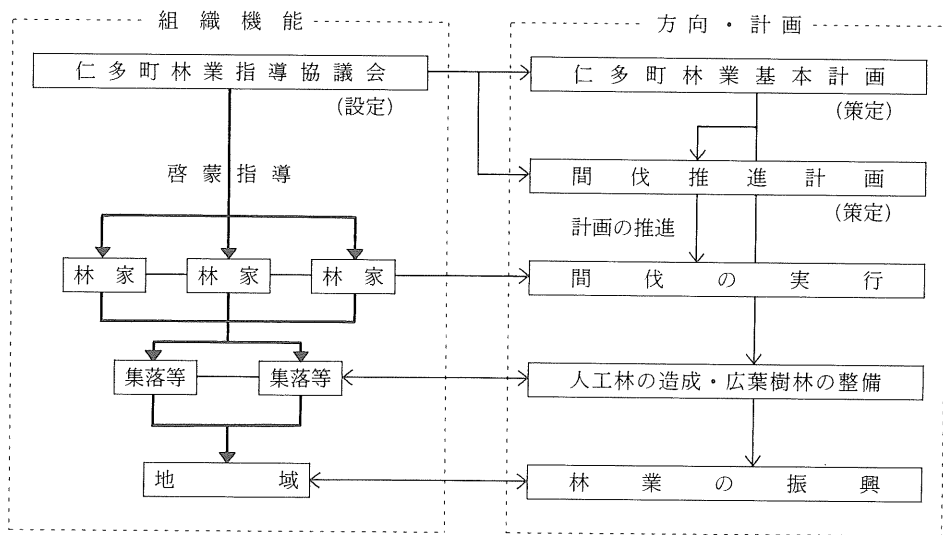 組織機能
仁多町林業指導協議会
(設定)
啓蒙指導
林家
林家
林家
集落等
集落等
地域
方向・計画
仁多町林業基本計画
(策定)
間伐推進計画
(策定)
計画の推進
間伐の実行
人工林の造成・広葉樹林の整備
林業の振興